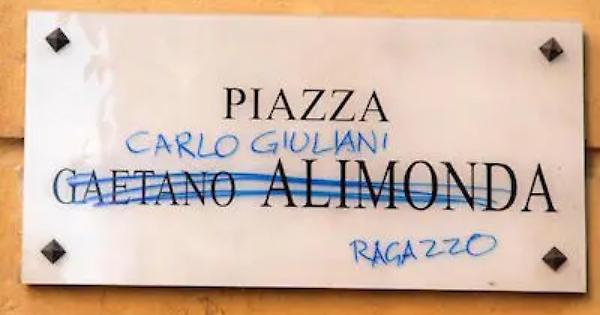 PIAZZA
CARLO GIULIANI
GAETANO ALIMONDA
RAGAZZO